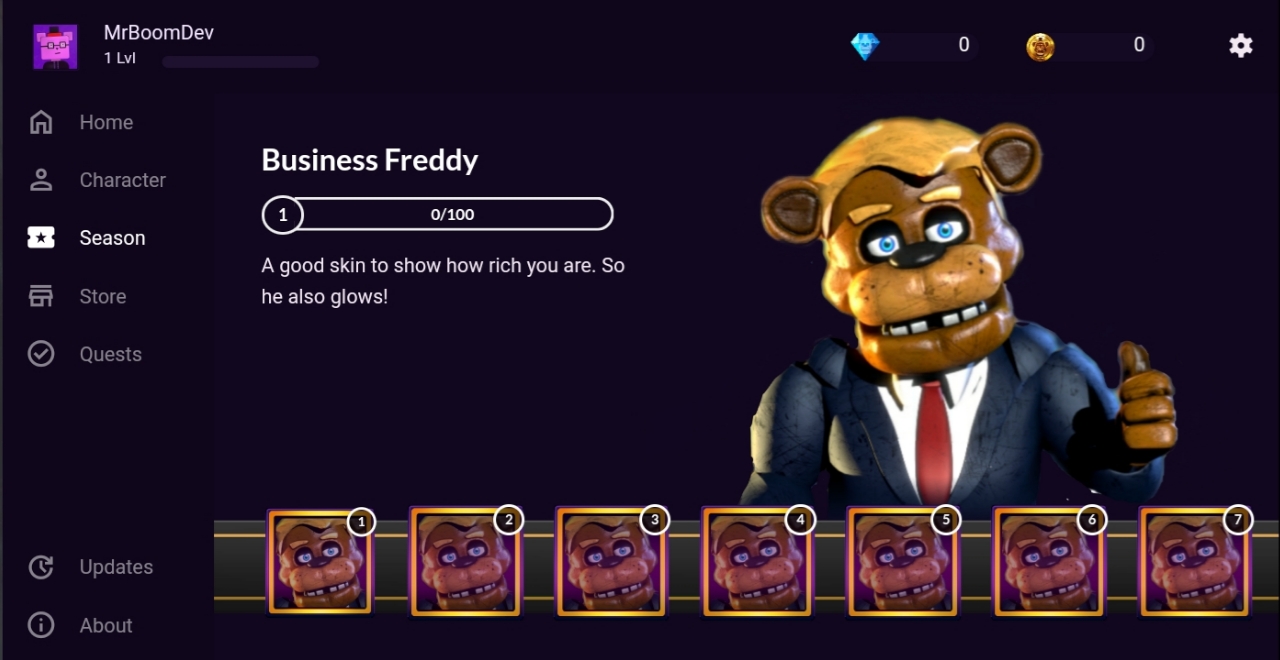 MrBoomDev
1 Lvl
0
0
Home
Character
Season
Store
Quests
Updates
About
Business Freddy
1
0/100
A good skin to show how rich you are. So
he also glows!
1
2
3
4
5
6
7